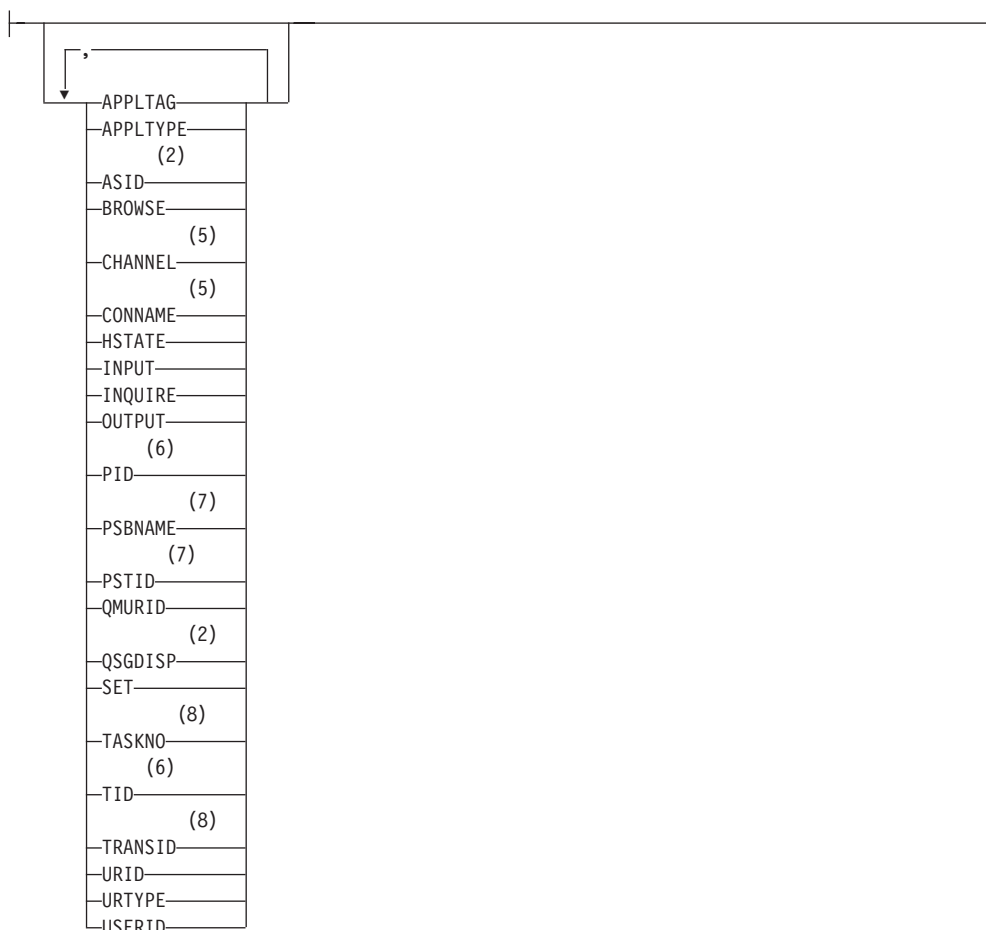 ,
APPLTAG
APPLTYPE
(2)
ASID
BROWSE
(5)
CHANNEL
(5)
CONNAME
HSTATE
INPUT
INQUIRE
OUTPUT
(6)
PID
(7)
PSBNAME
(7)
PSTID
QMURID
(2)
QSGDISP
SET
(8)
TASKNO
(6)
TID
(8)
TRANSID
URID
URTYPE
USERID